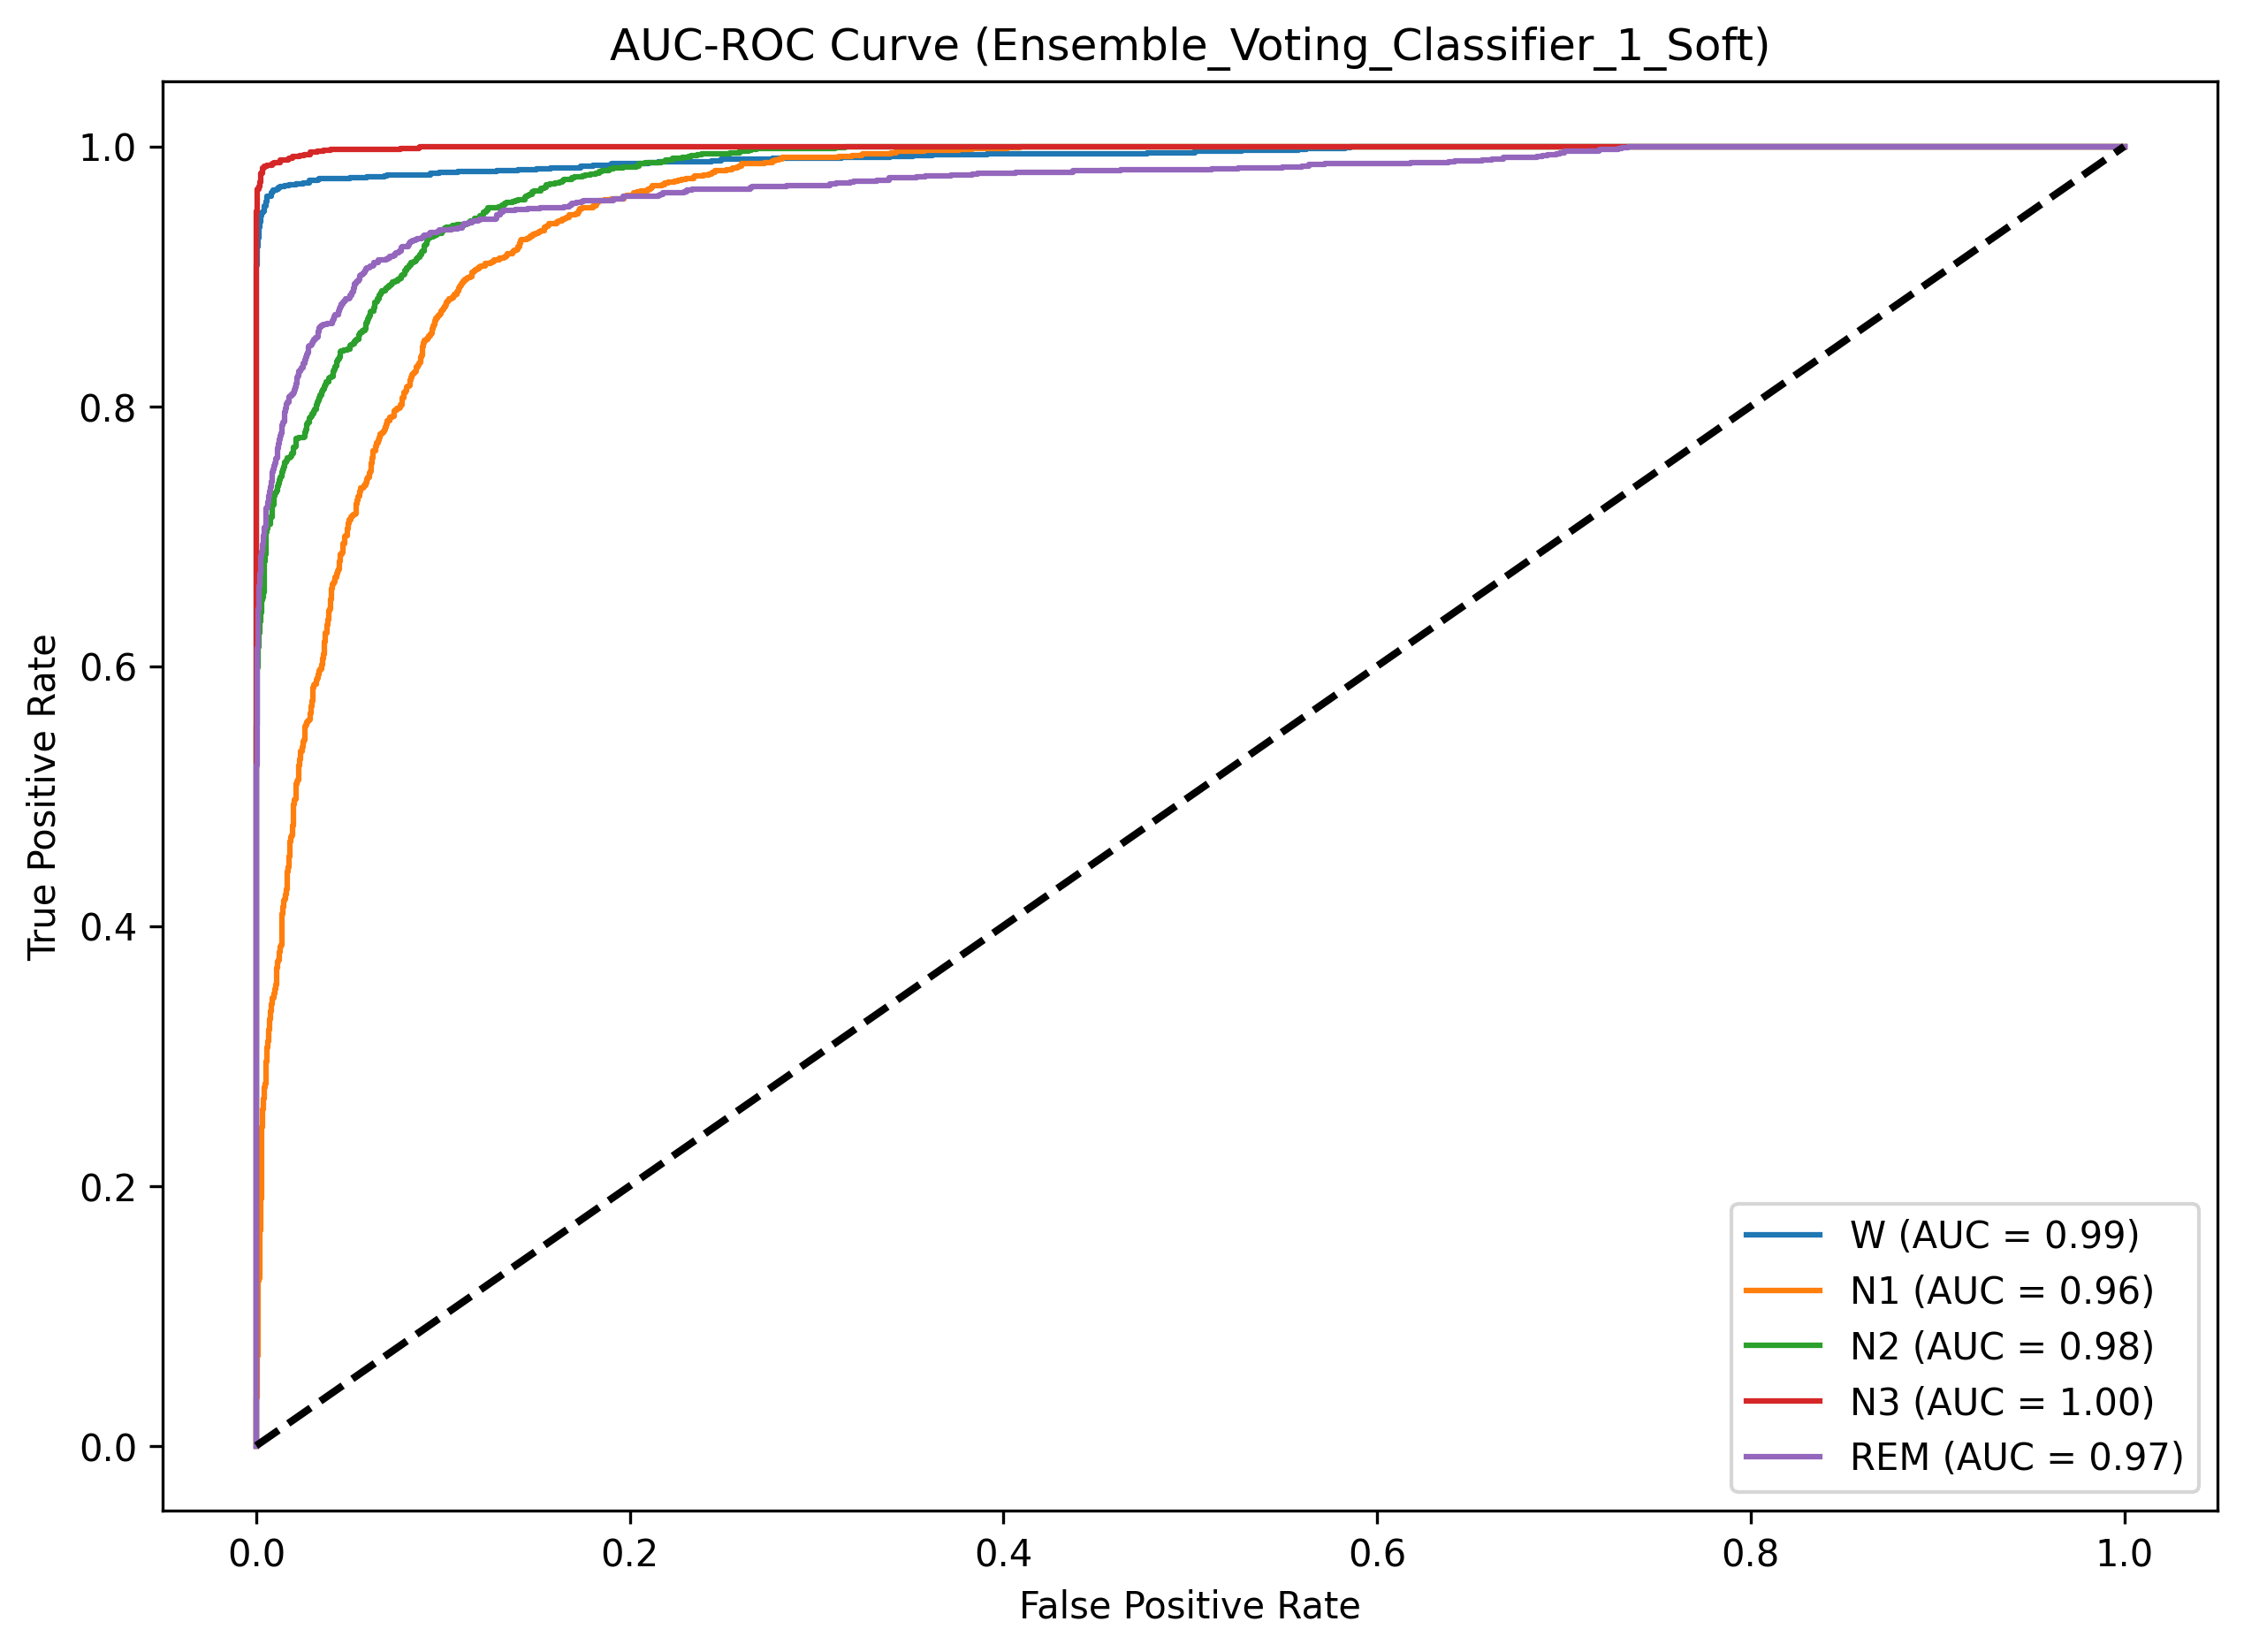 AUC-ROC Curve (Ensemble_Voting_Classifier_1_Soft)
1.0
0.8
0.6
0.4
0.2
0.0
True Positive Rate
W (AUC = 0.99)
N1 (AUC = 0.96)
N2 (AUC = 0.98)
N3 (AUC = 1.00)
REM (AUC = 0.97)
0.0 0.2 0.4 0.6 0.8 1.0
False Positive Rate